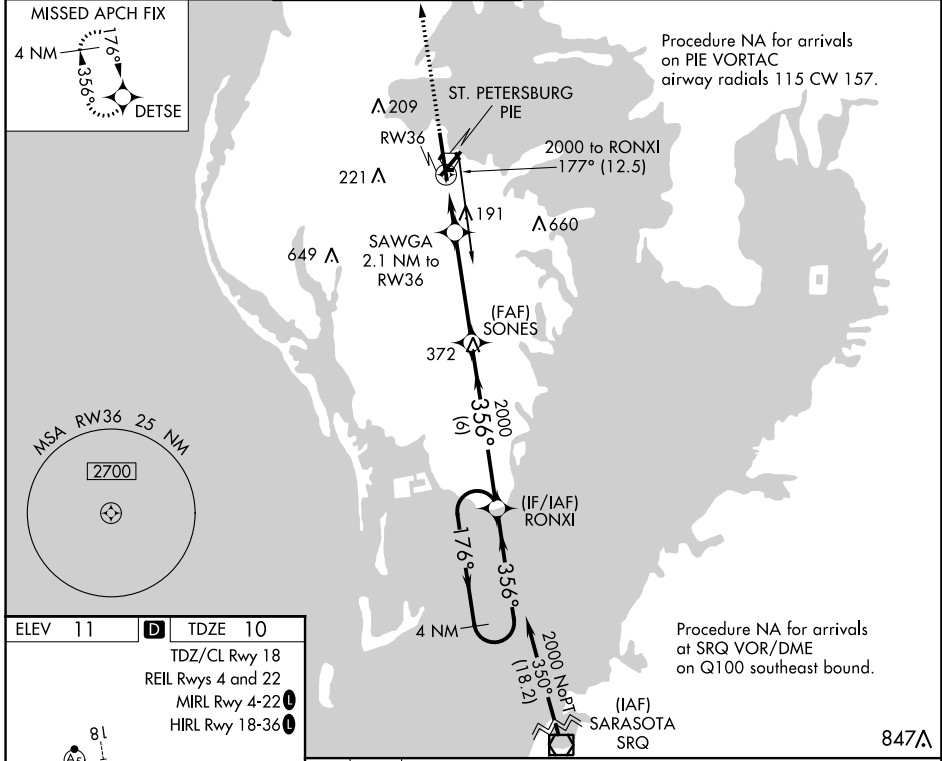 MISSED APCH FIX
4 NM
176°
356°
DETSE
Procedure NA for arrivals
on PIE VORTAC
airway radials 115 CW 157.
209
ST. PETERSBURG
PIE
RW36
2000 to RONXI
177° (12.5)
221
191
660
649
SAWGA
2.1 NM to
RW36
(FAF)
SONES
372
2000
356°
(6)
MSA RW36 25 NM
2700
(IF/IAF)
RONXI
176°
356°
4 NM
2000 NoPT
350°
(18.2)
Procedure NA for arrivals
at SRQ VOR/DME
on Q100 southeast bound.
(IAF)
SARASOTA
SRQ
847
ELEV 11 D TDZE 10
TDZ/CL Rwy 18
REIL Rwys 4 and 22
MIRL Rwy 4-22 L
HIRL Rwy 18-36 L
18